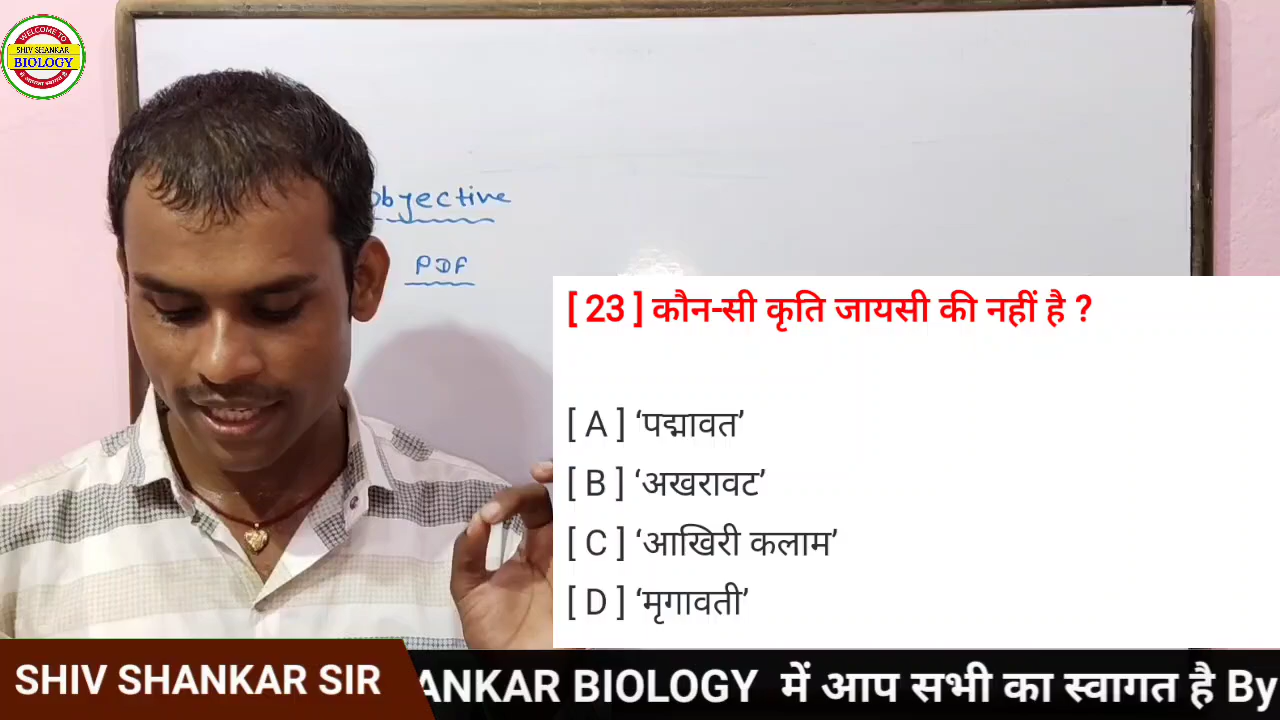 WELCOME TO
SHIV SHANKAR
BIOLOGY
Objective
PDF
[ 23 ] कौन-सी कृति जायसी की नहीं है ?
[ A ] ‘पद्मावत’
[ B ] ‘अखरावट’
[ C ] ‘आखिरी कलाम’
[ D ] ‘मृगावती’
SHIV SHANKAR SIR
ANKAR BIOLOGY में आप सभी का स्वागत है By